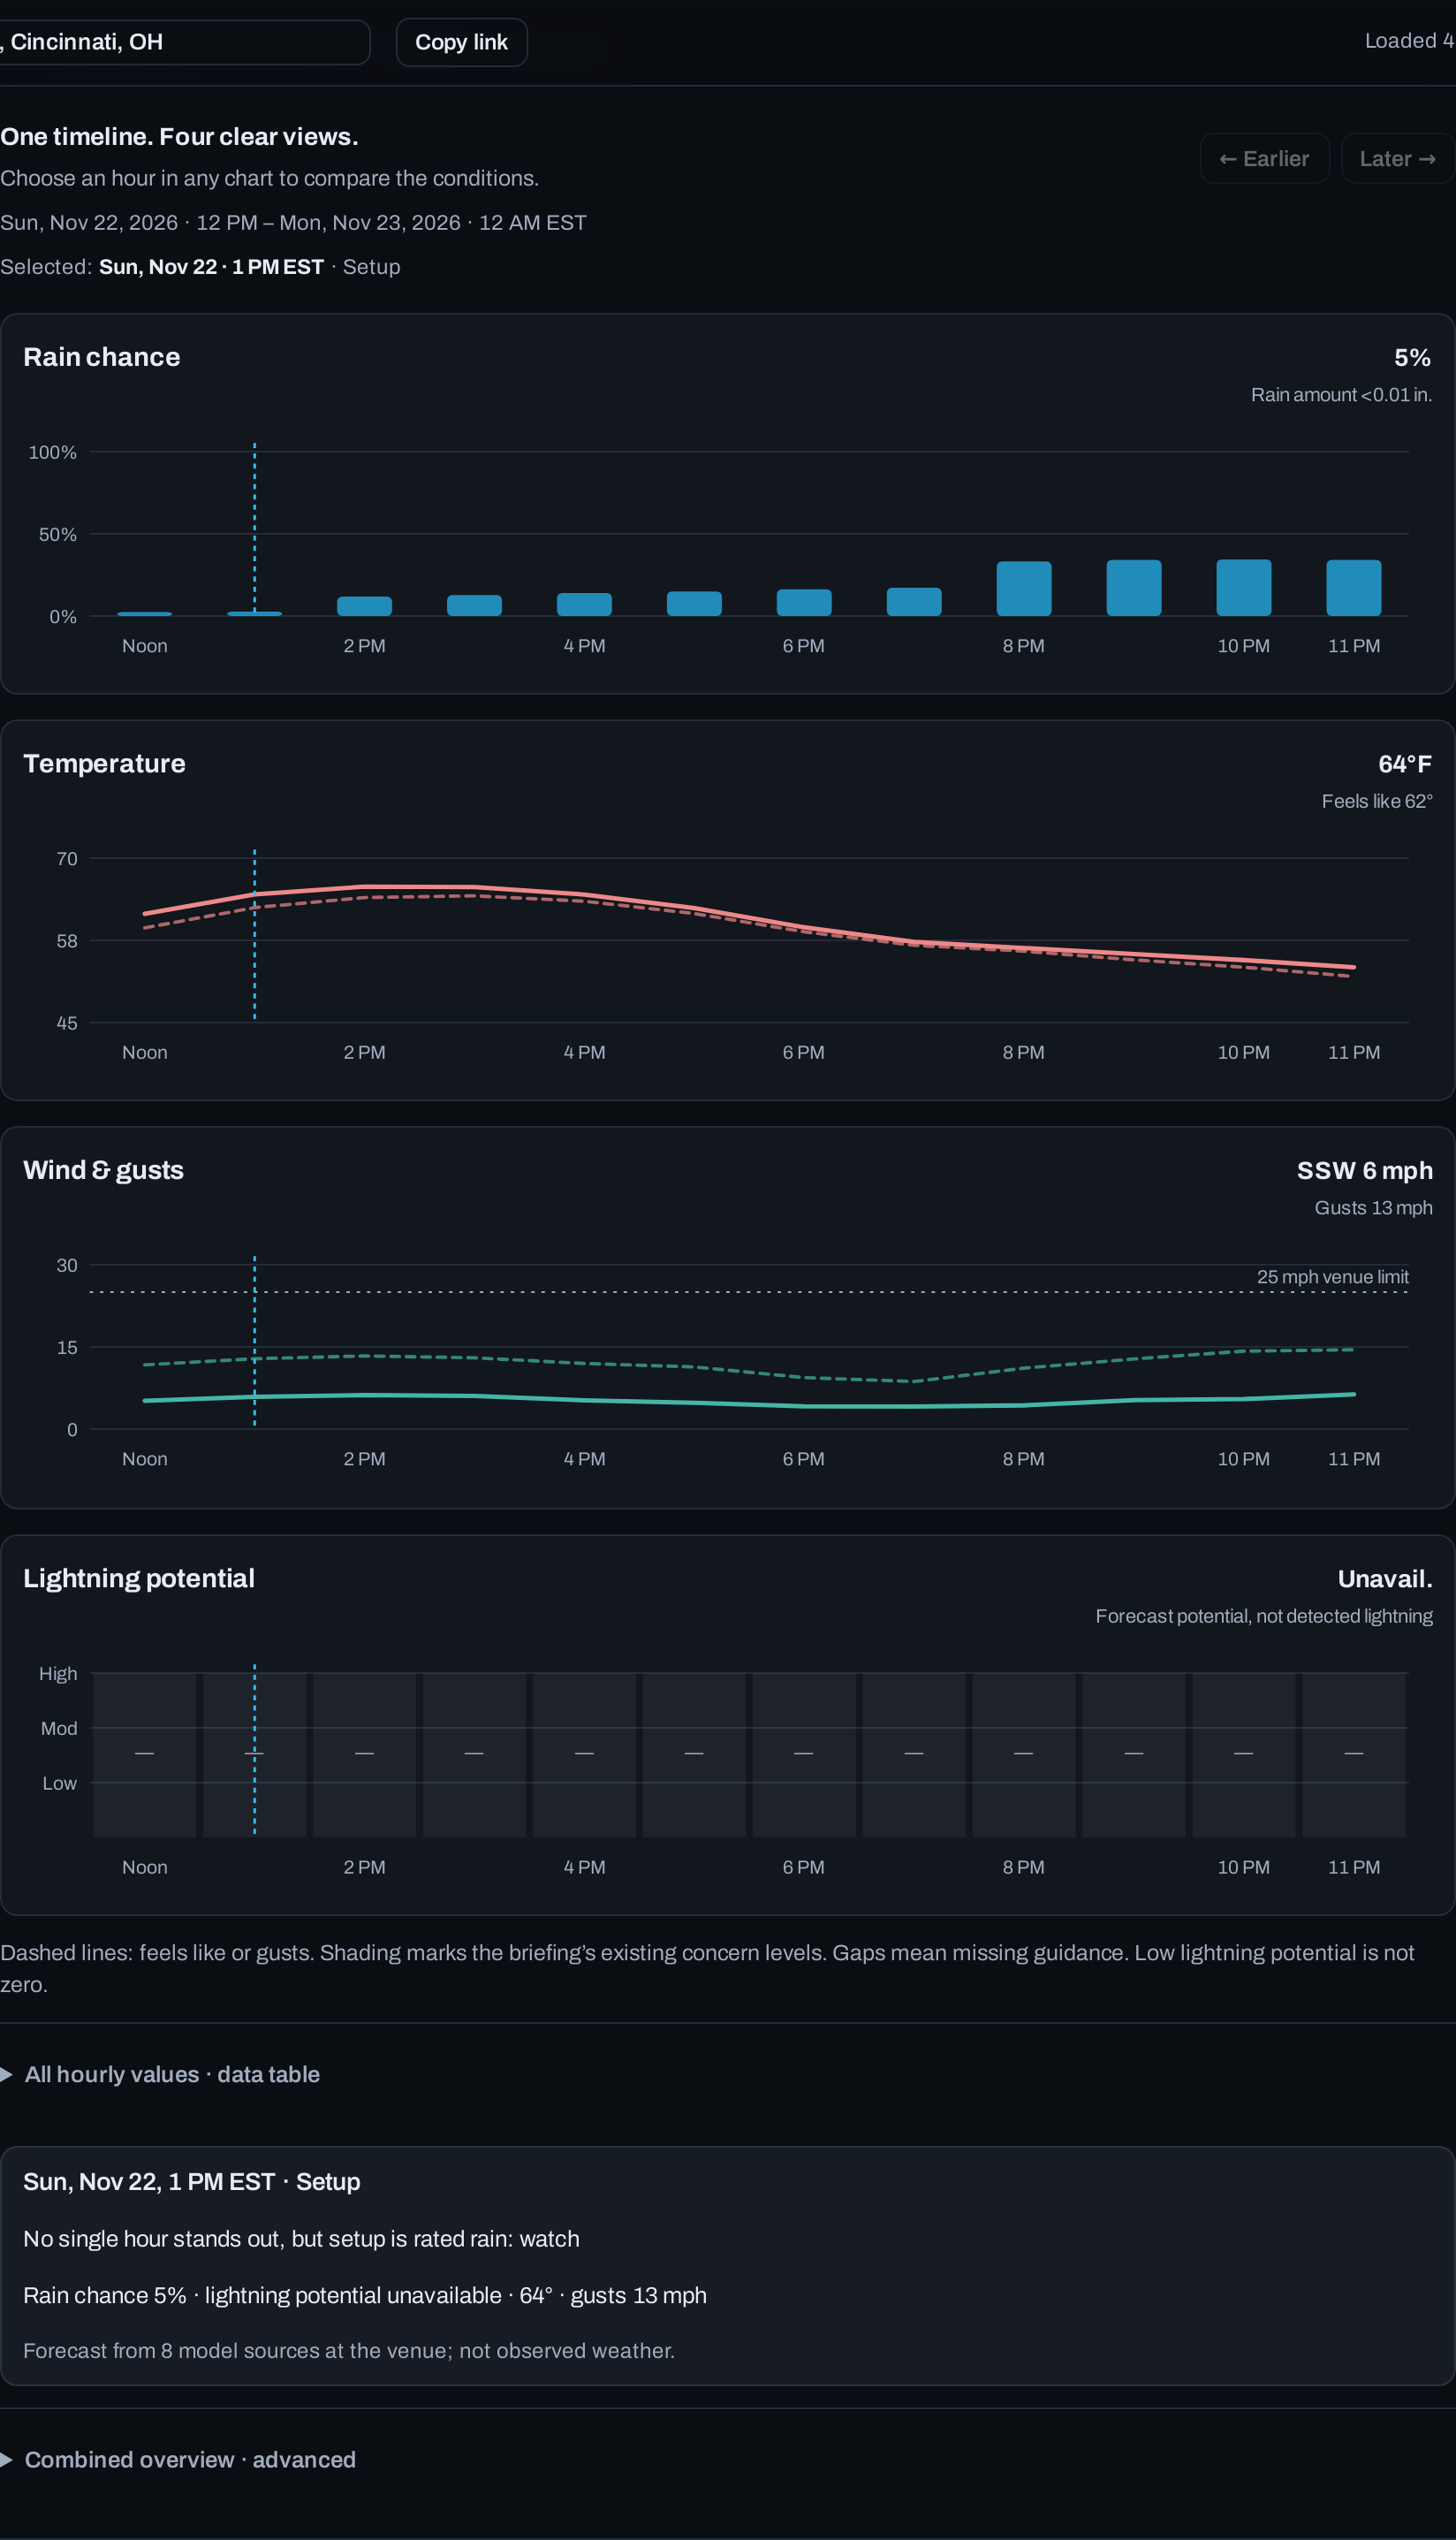 , Cincinnati, OH
Copy link
Loaded 4
One timeline. Four clear views.
Choose an hour in any chart to compare the conditions.
← Earlier
Later →
Sun, Nov 22, 2026 · 12 PM – Mon, Nov 23, 2026 · 12 AM EST
Selected: Sun, Nov 22 · 1 PM EST · Setup
Rain chance
5%
Rain amount <0.01 in.
100%
50%
0%
Noon 2 PM 4 PM 6 PM 8 PM 10 PM 11 PM
Temperature
64°F
Feels like 62°
70
58
45
Noon 2 PM 4 PM 6 PM 8 PM 10 PM 11 PM
Wind & gusts
SSW 6 mph
Gusts 13 mph
30
25 mph venue limit
15
0
Noon 2 PM 4 PM 6 PM 8 PM 10 PM 11 PM
Lightning potential
Unavail.
Forecast potential, not detected lightning
High
Mod
— — — — — — — — — — — —
Low
Noon 2 PM 4 PM 6 PM 8 PM 10 PM 11 PM
Dashed lines: feels like or gusts. Shading marks the briefing’s existing concern levels. Gaps mean missing guidance. Low lightning potential is not
zero.
All hourly values · data table
Sun, Nov 22, 1 PM EST · Setup
No single hour stands out, but setup is rated rain: watch
Rain chance 5% · lightning potential unavailable · 64° · gusts 13 mph
Forecast from 8 model sources at the venue; not observed weather.
Combined overview · advanced